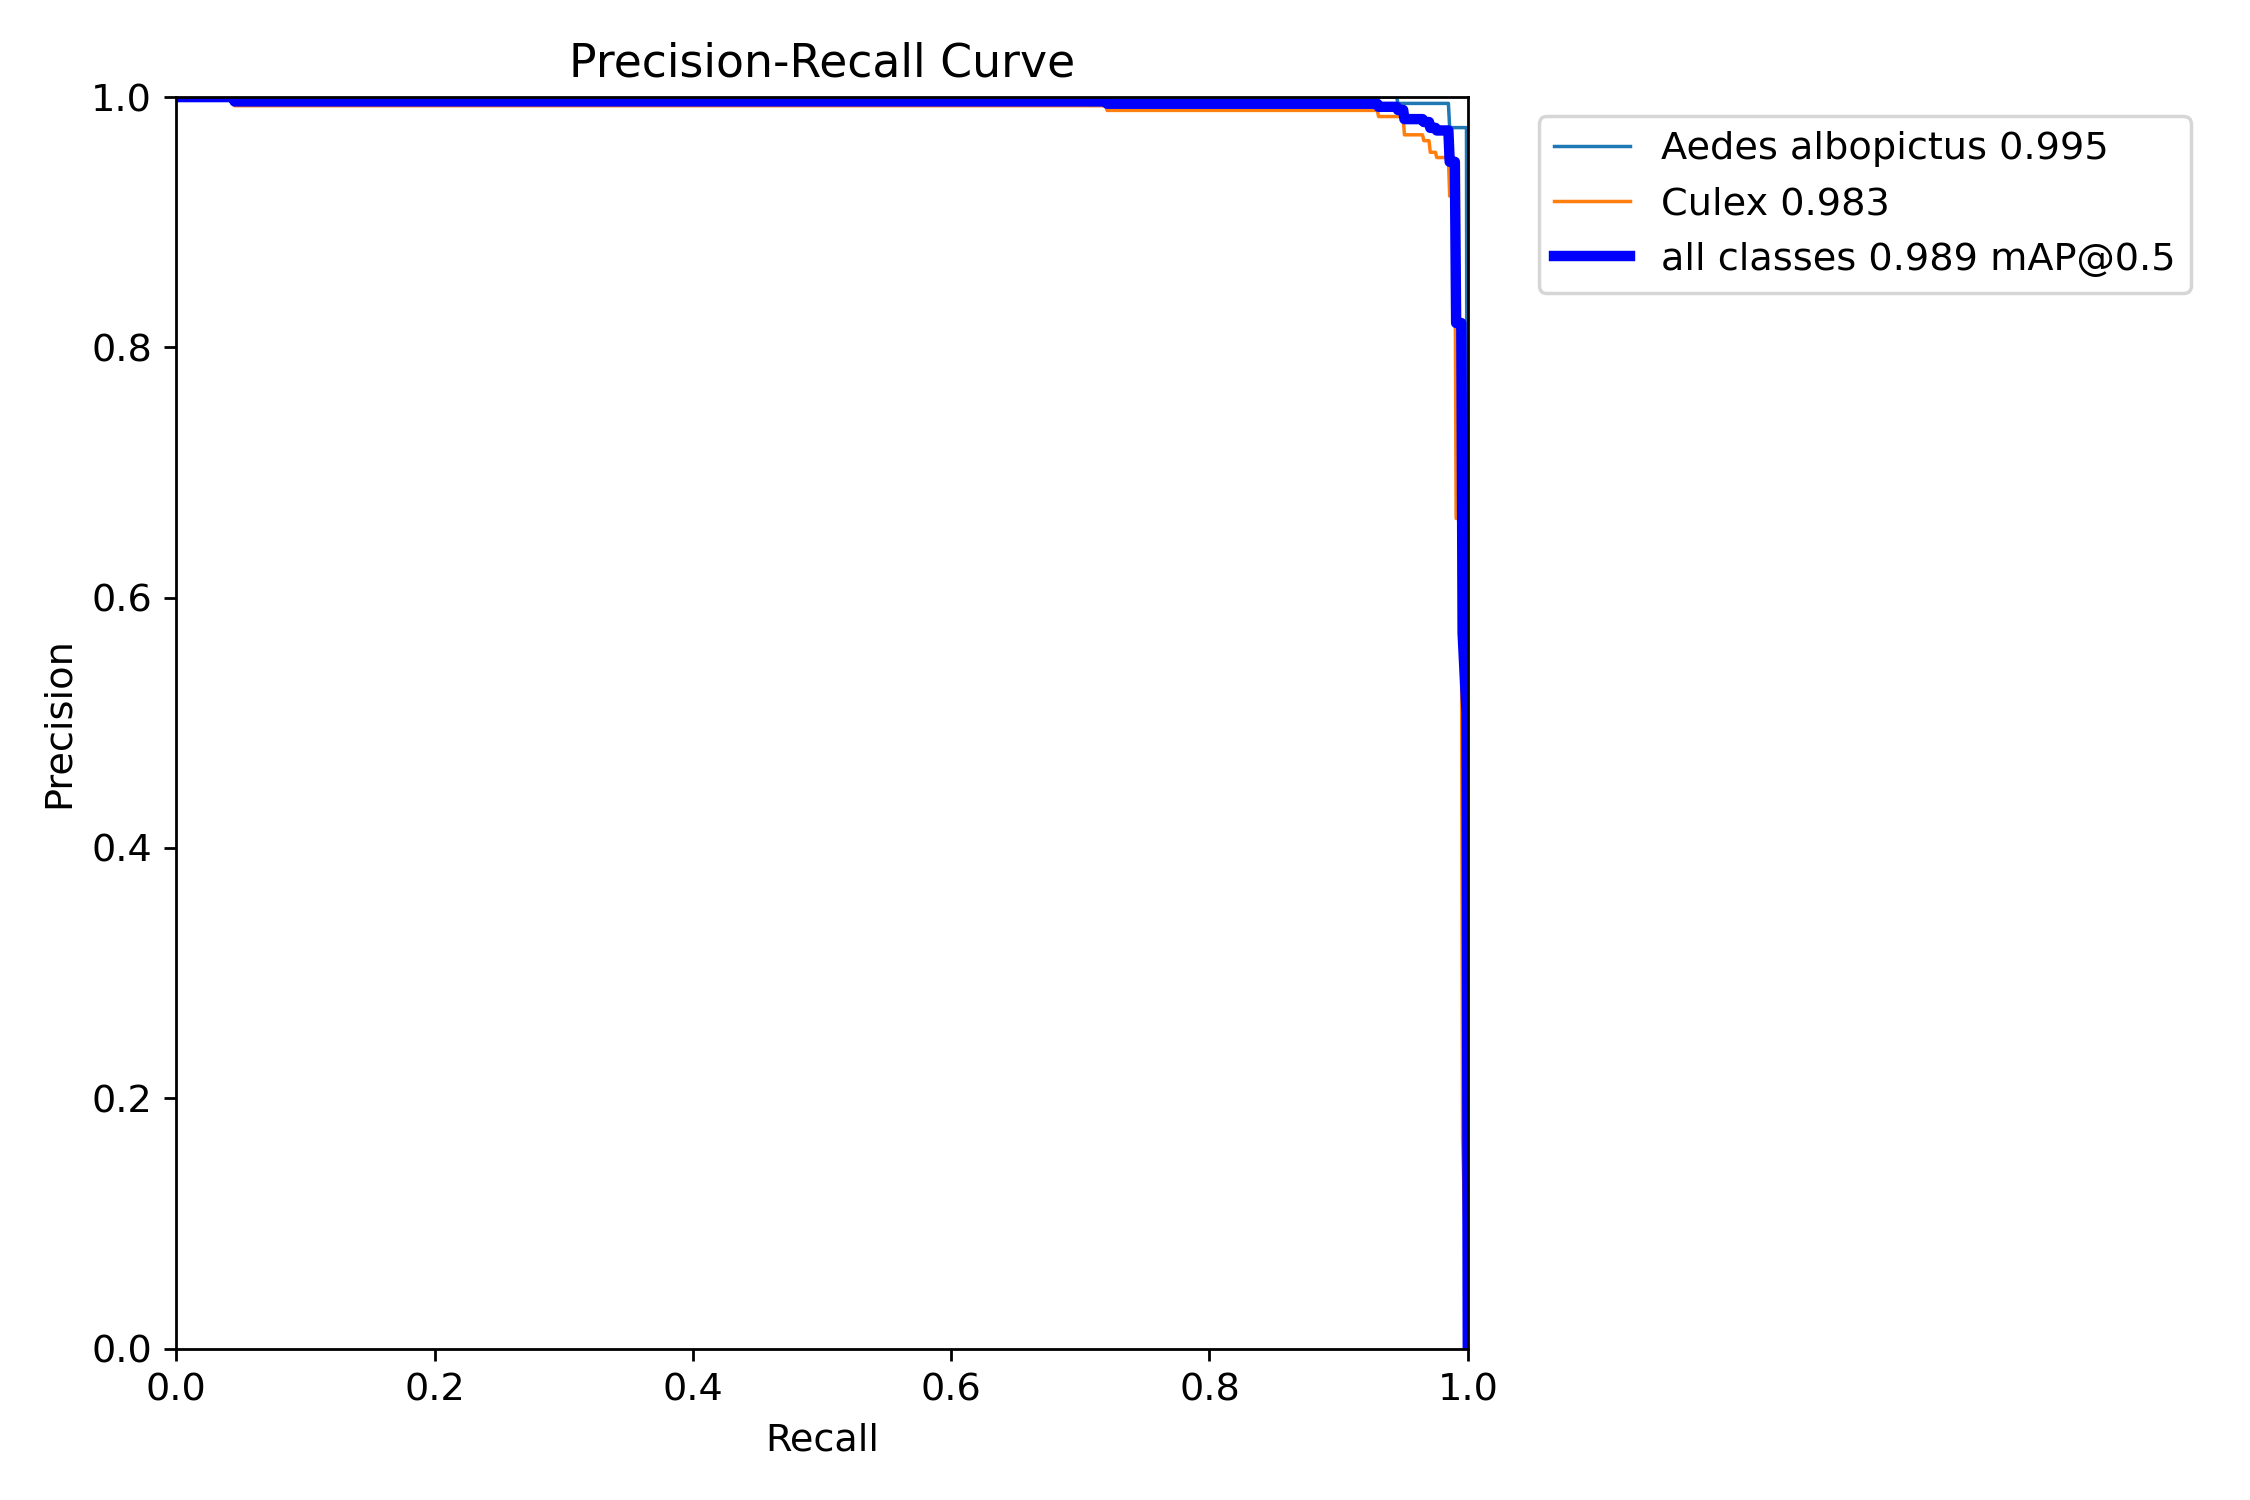 Precision-Recall Curve
1.0
0.8
0.6
0.4
0.2
0.0
Precision
0.0 0.2 0.4 0.6 0.8 1.0
Recall
Aedes albopictus 0.995
Culex 0.983
all classes 0.989 mAP@0.5